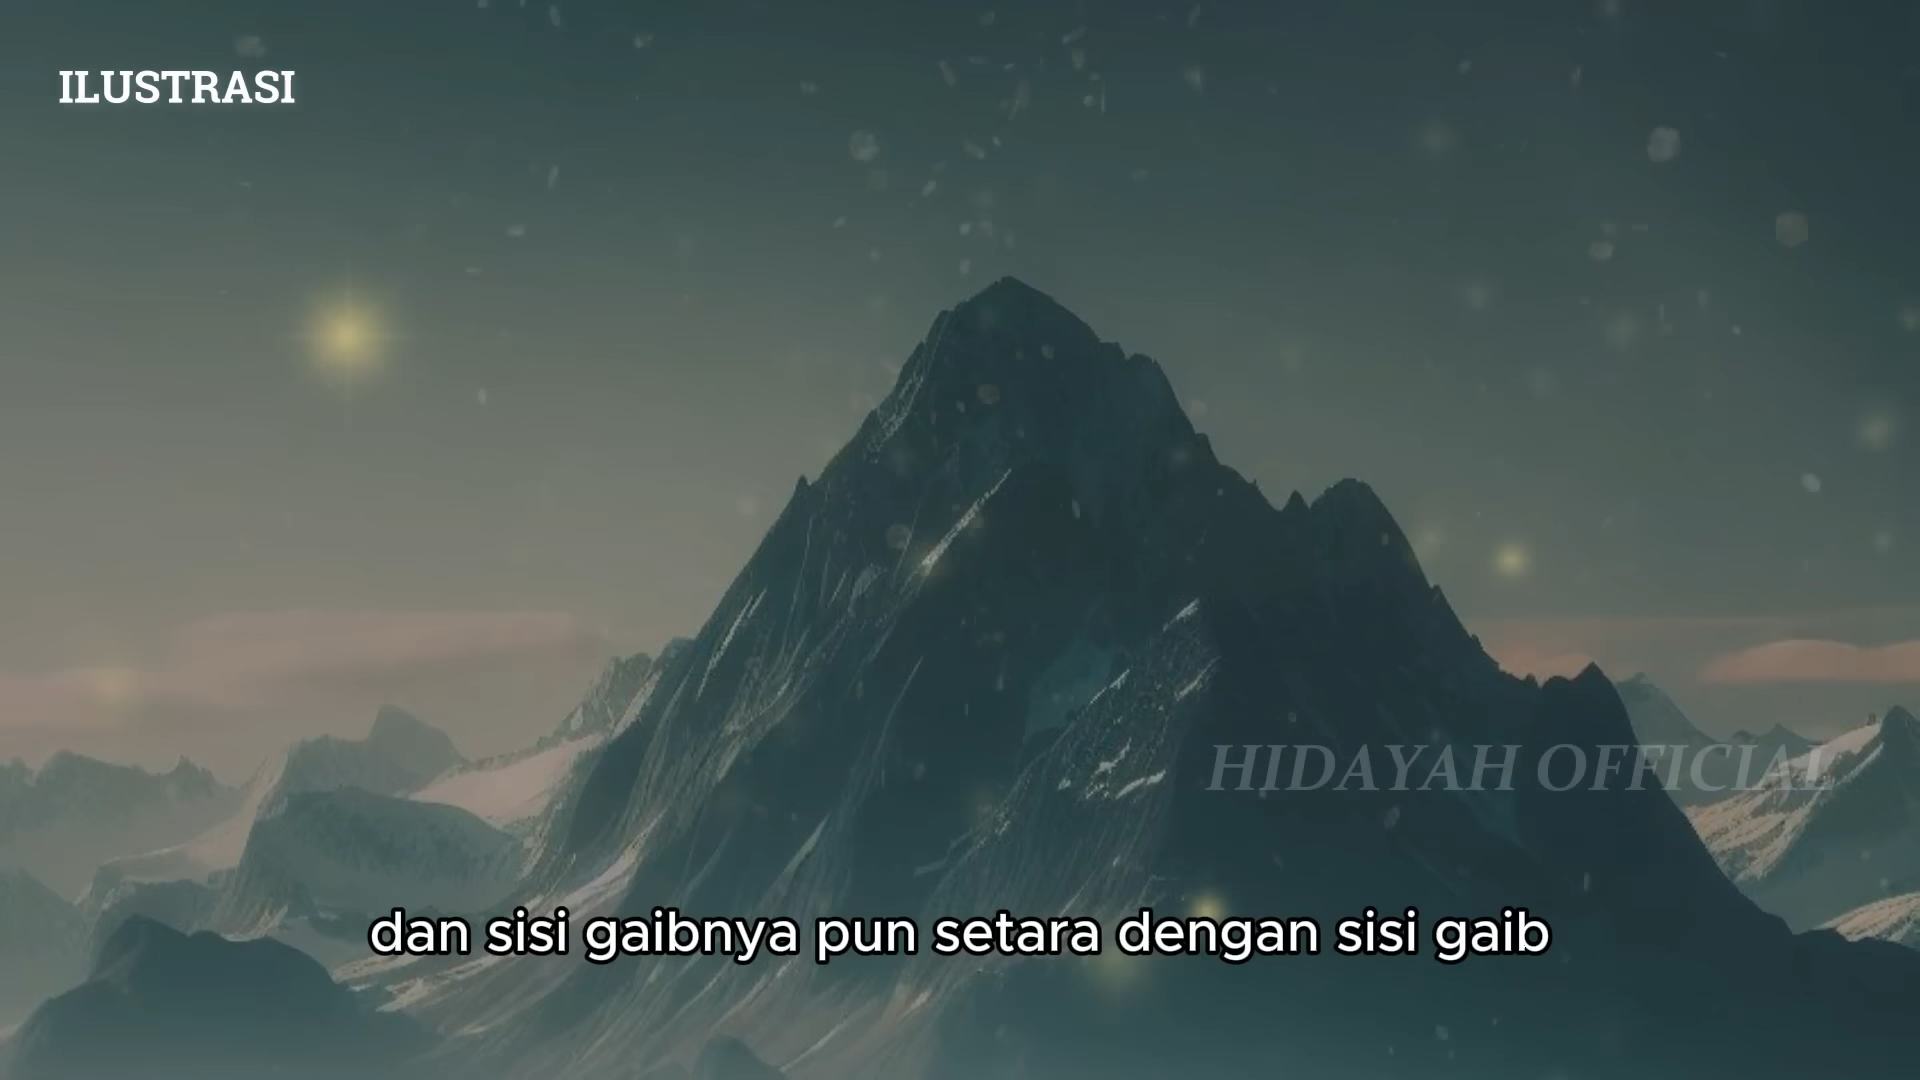 ILUSTRASI
HIDAYAH OFFICIAL
dan sisi gaibnya pun setara dengan sisi gaib